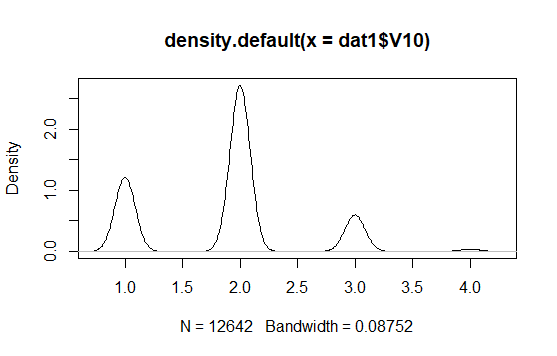 density.default(x = dat1$V10)
Density
2.0
1.0
0.0
1.0 1.5 2.0 2.5 3.0 3.5 4.0
N = 12642 Bandwidth = 0.08752